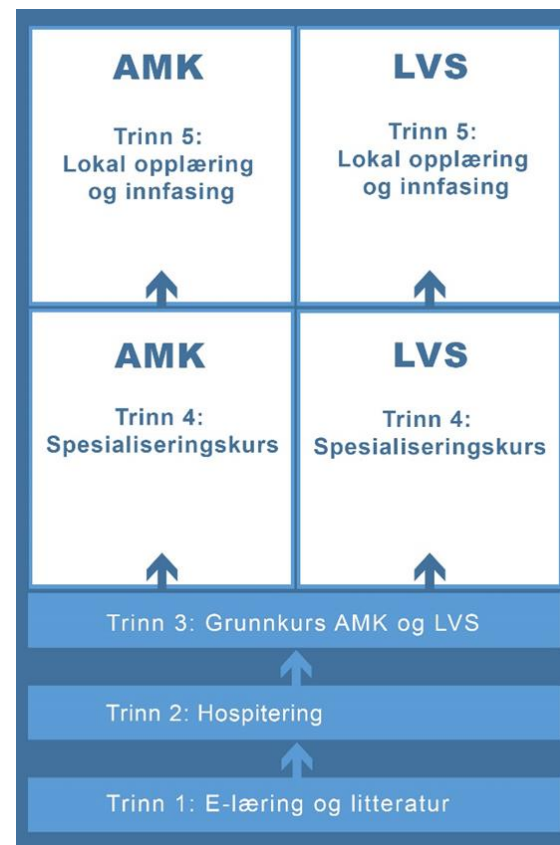 AMK
Trinn 5:
Lokal opplæring
og innfasing
LVS
Trinn 5:
Lokal opplæring
og innfasing
AMK
Trinn 4:
Spesialiseringskurs
LVS
Trinn 4:
Spesialiseringskurs
Trinn 3: Grunnkurs AMK og LVS
Trinn 2: Hospitering
Trinn 1: E-læring og litteratur